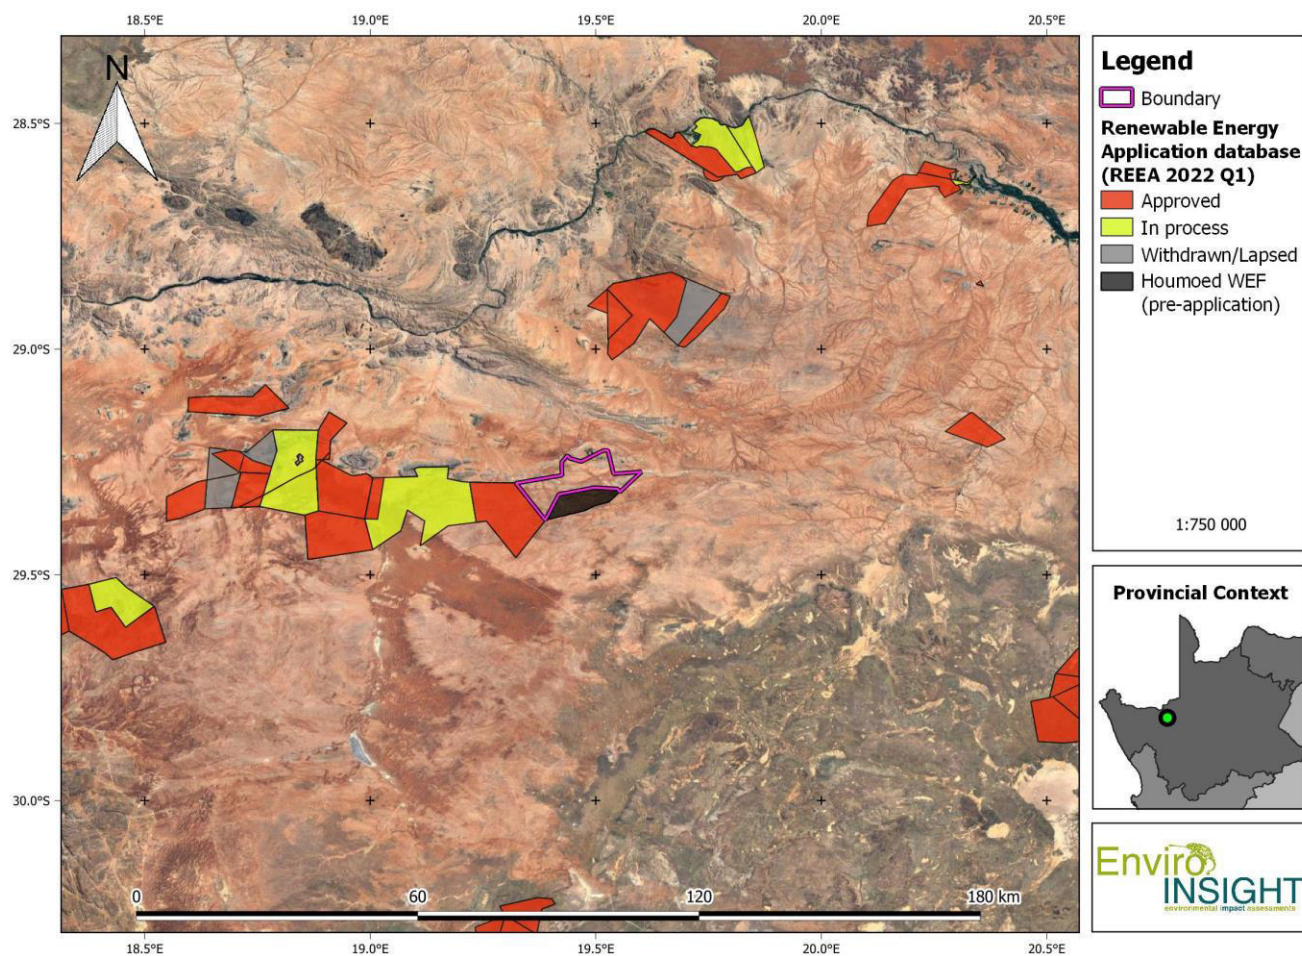 18.5°E 19.0°E 19.5°E 20.0°E 20.5°E
N
28.5°S
29.0°S
29.5°S
30.0°S
0 60 120 180 km
18.5°E 19.0°E 19.5°E 20.0°E 20.5°E
Legend
Boundary
Renewable Energy
Application database
(REEA 2022 Q1)
Approved
In process
Withdrawn/Lapsed
Houmoed WEF
(pre-application)
1:750 000
Provincial Context
Enviro
INSIGHT
environmental impact assessments